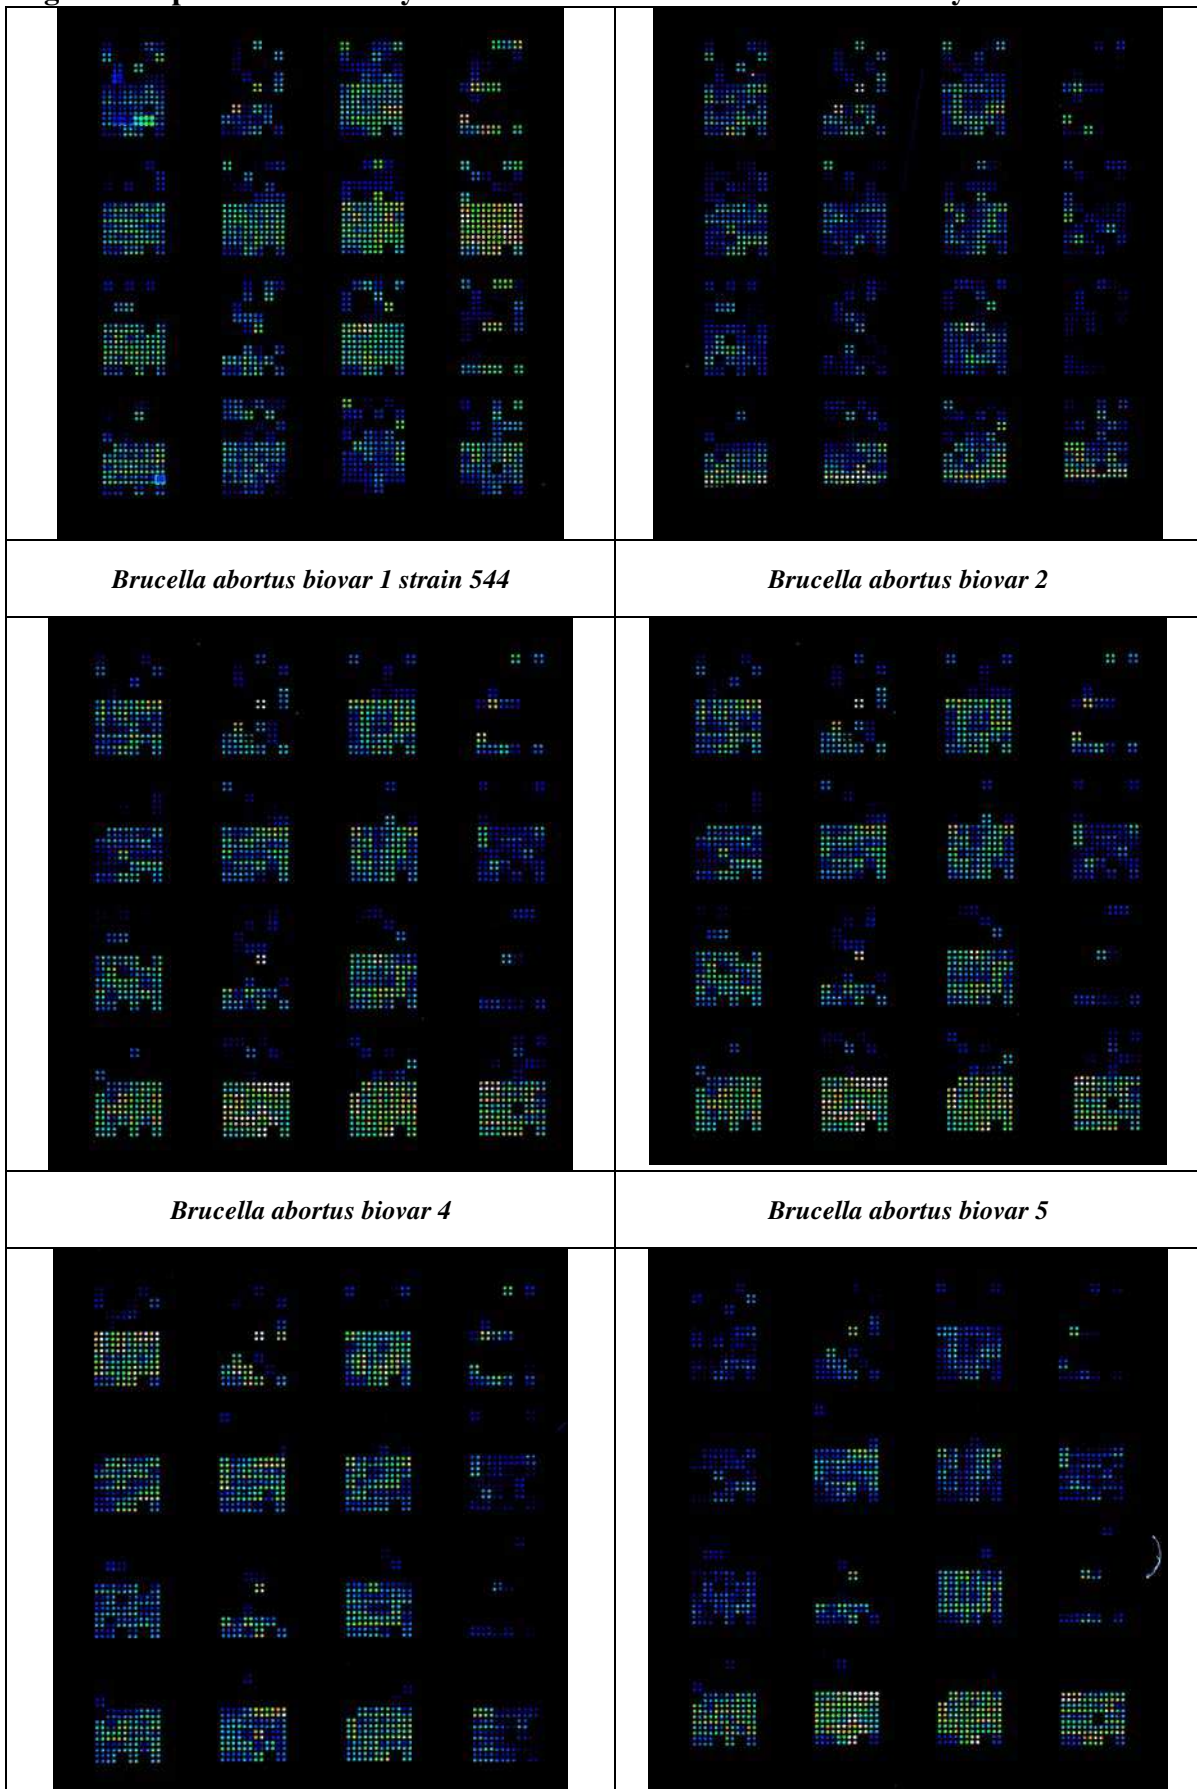 Brucella abortus biovar 1 strain 544
Brucella abortus biovar 2
Brucella abortus biovar 4
Brucella abortus biovar 5